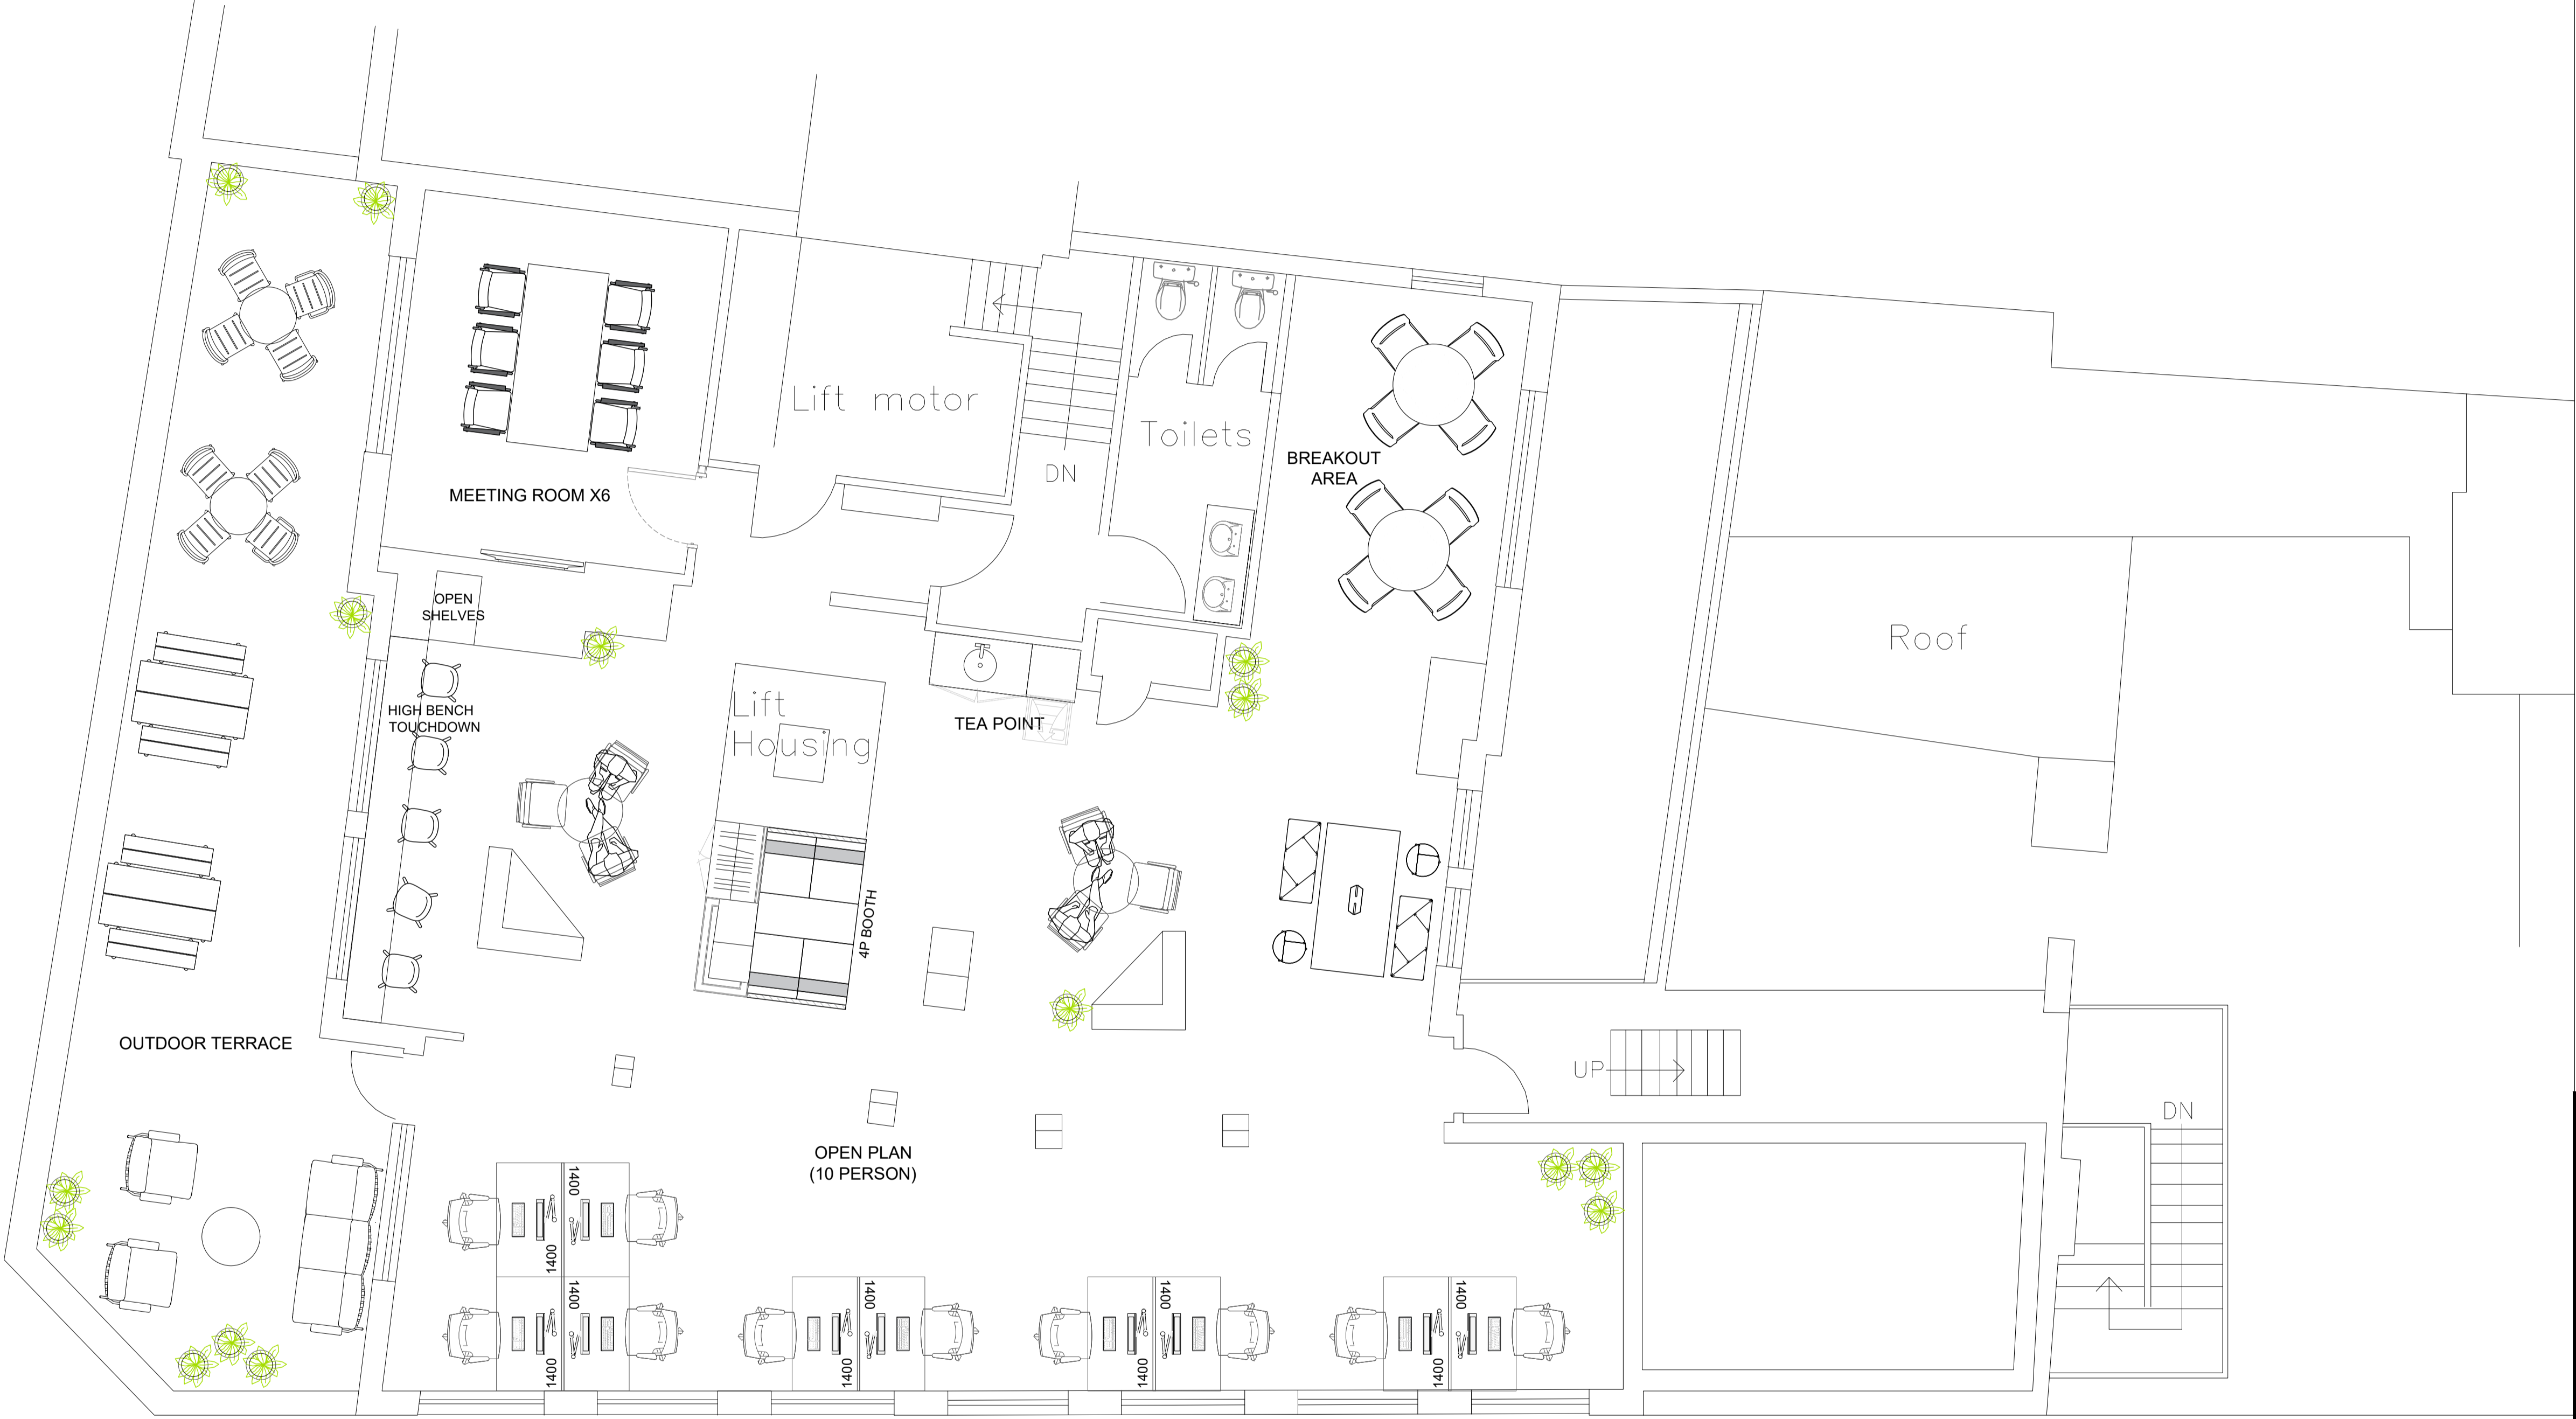 Lift motor
Toilets
DN
BREAKOUT
AREA
MEETING ROOM X6
OPEN
SHELVES
Roof
HIGH BENCH
TOUCHDOWN
Lift
Housing
TEA POINT
4P BOOTH
OUTDOOR TERRACE
UP
DN
OPEN PLAN
(10 PERSON)
1400
1400
1400
1400
1400
1400
1400
1400
1400
1400